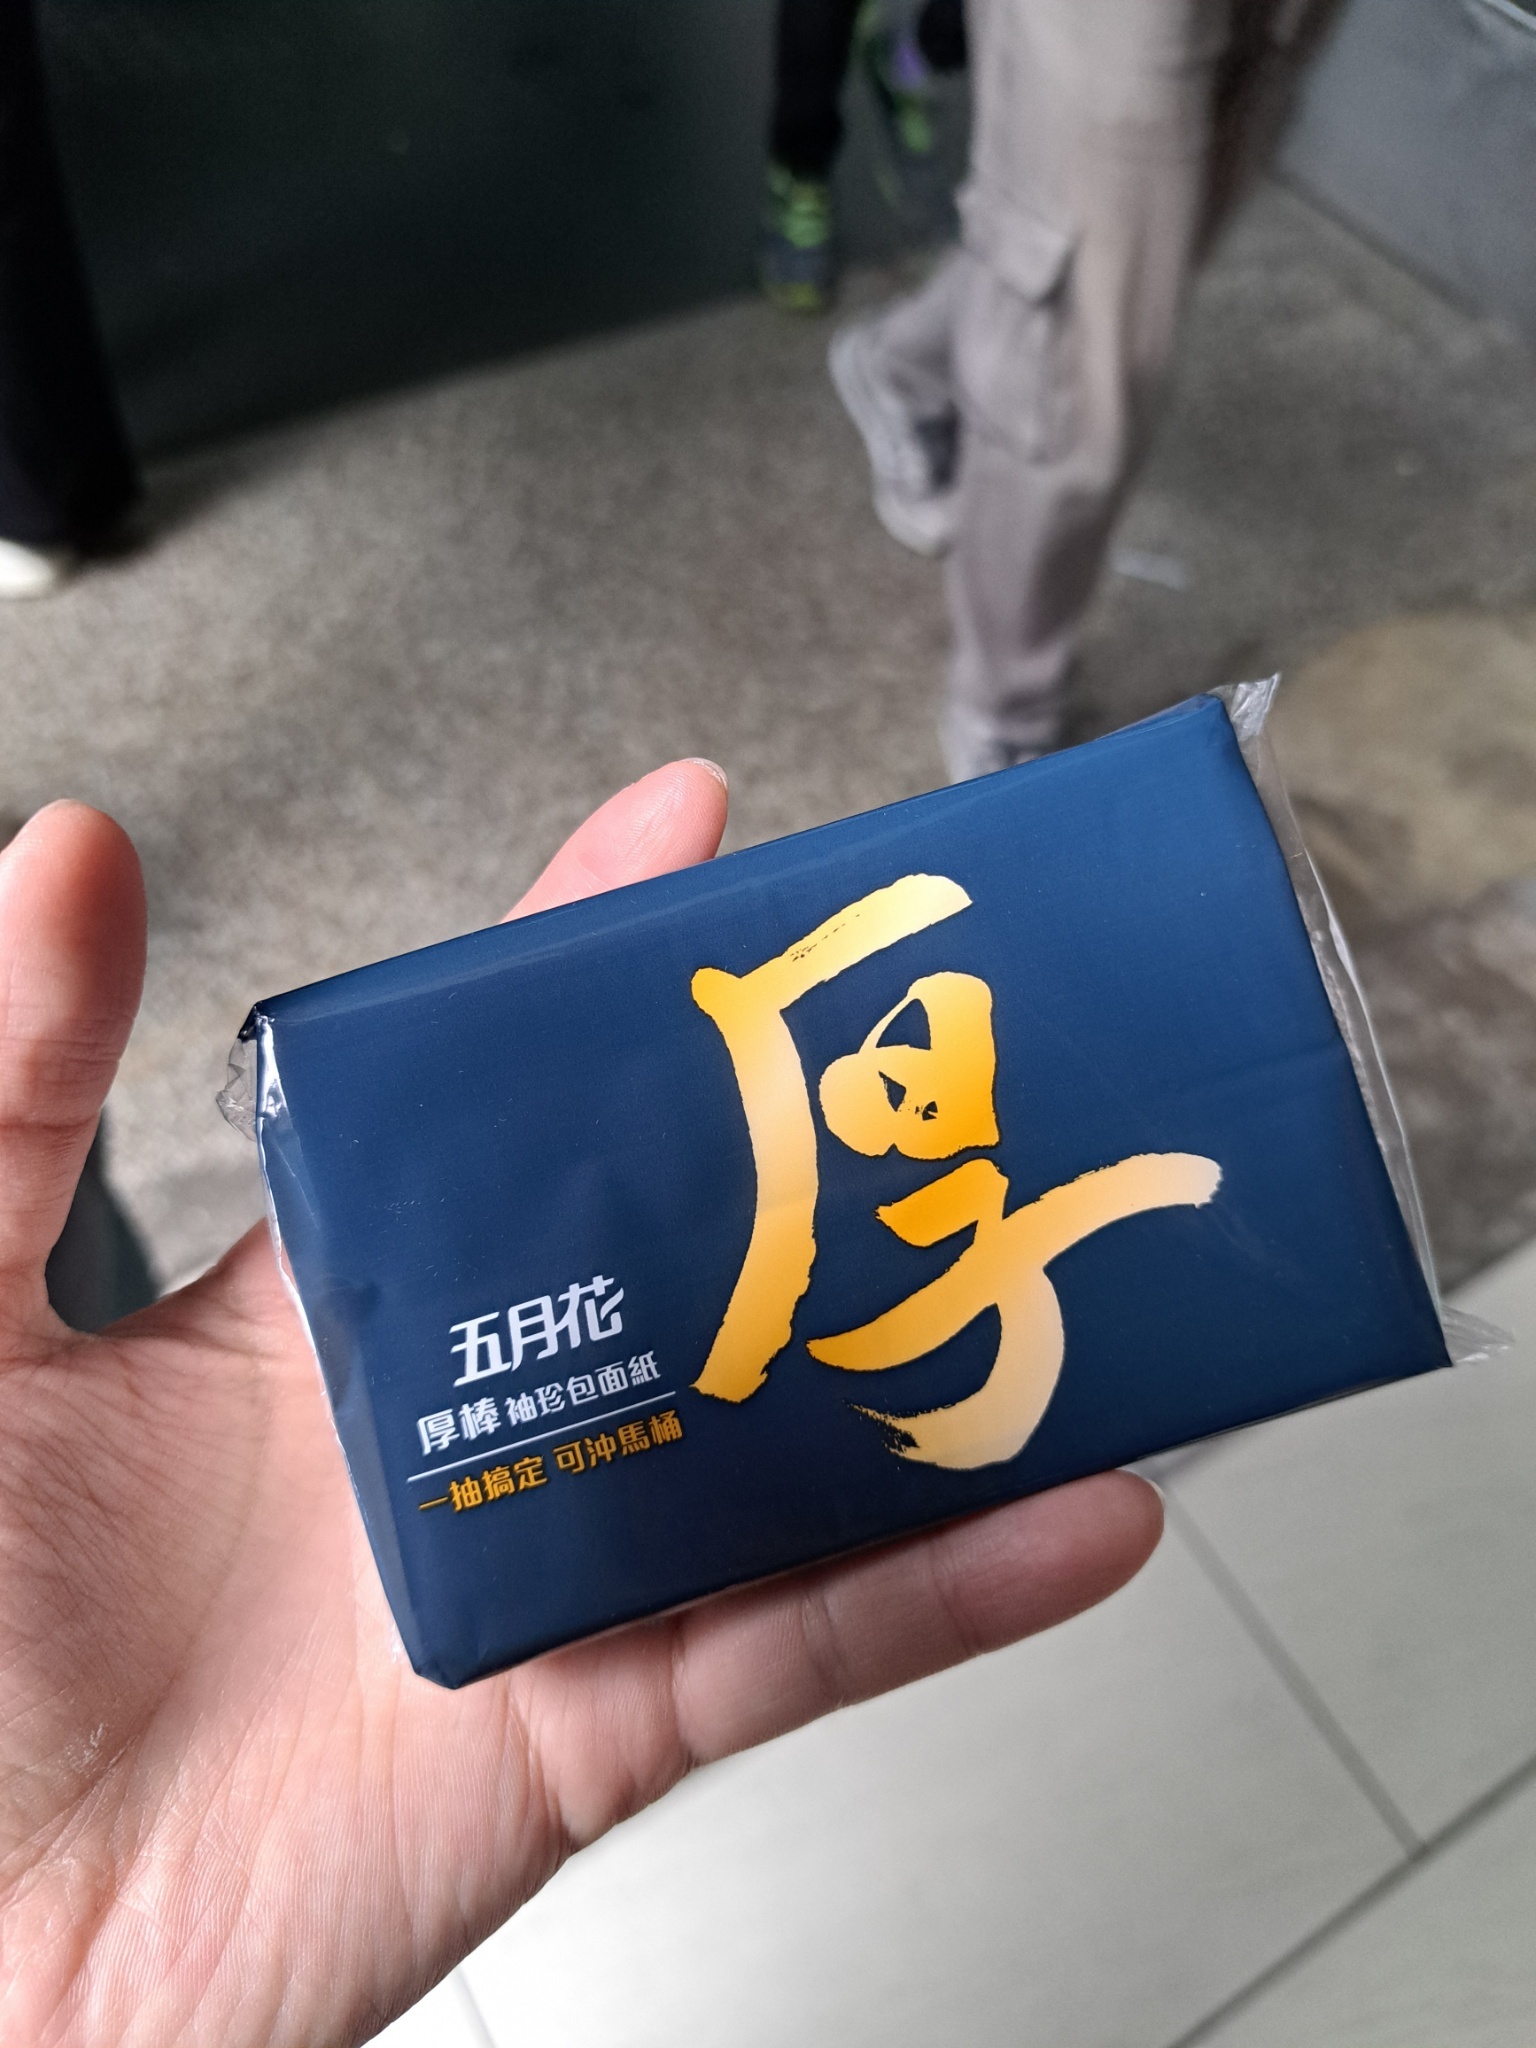 厚
五月花
厚棒 袖珍包面紙
一抽搞定 可沖馬桶